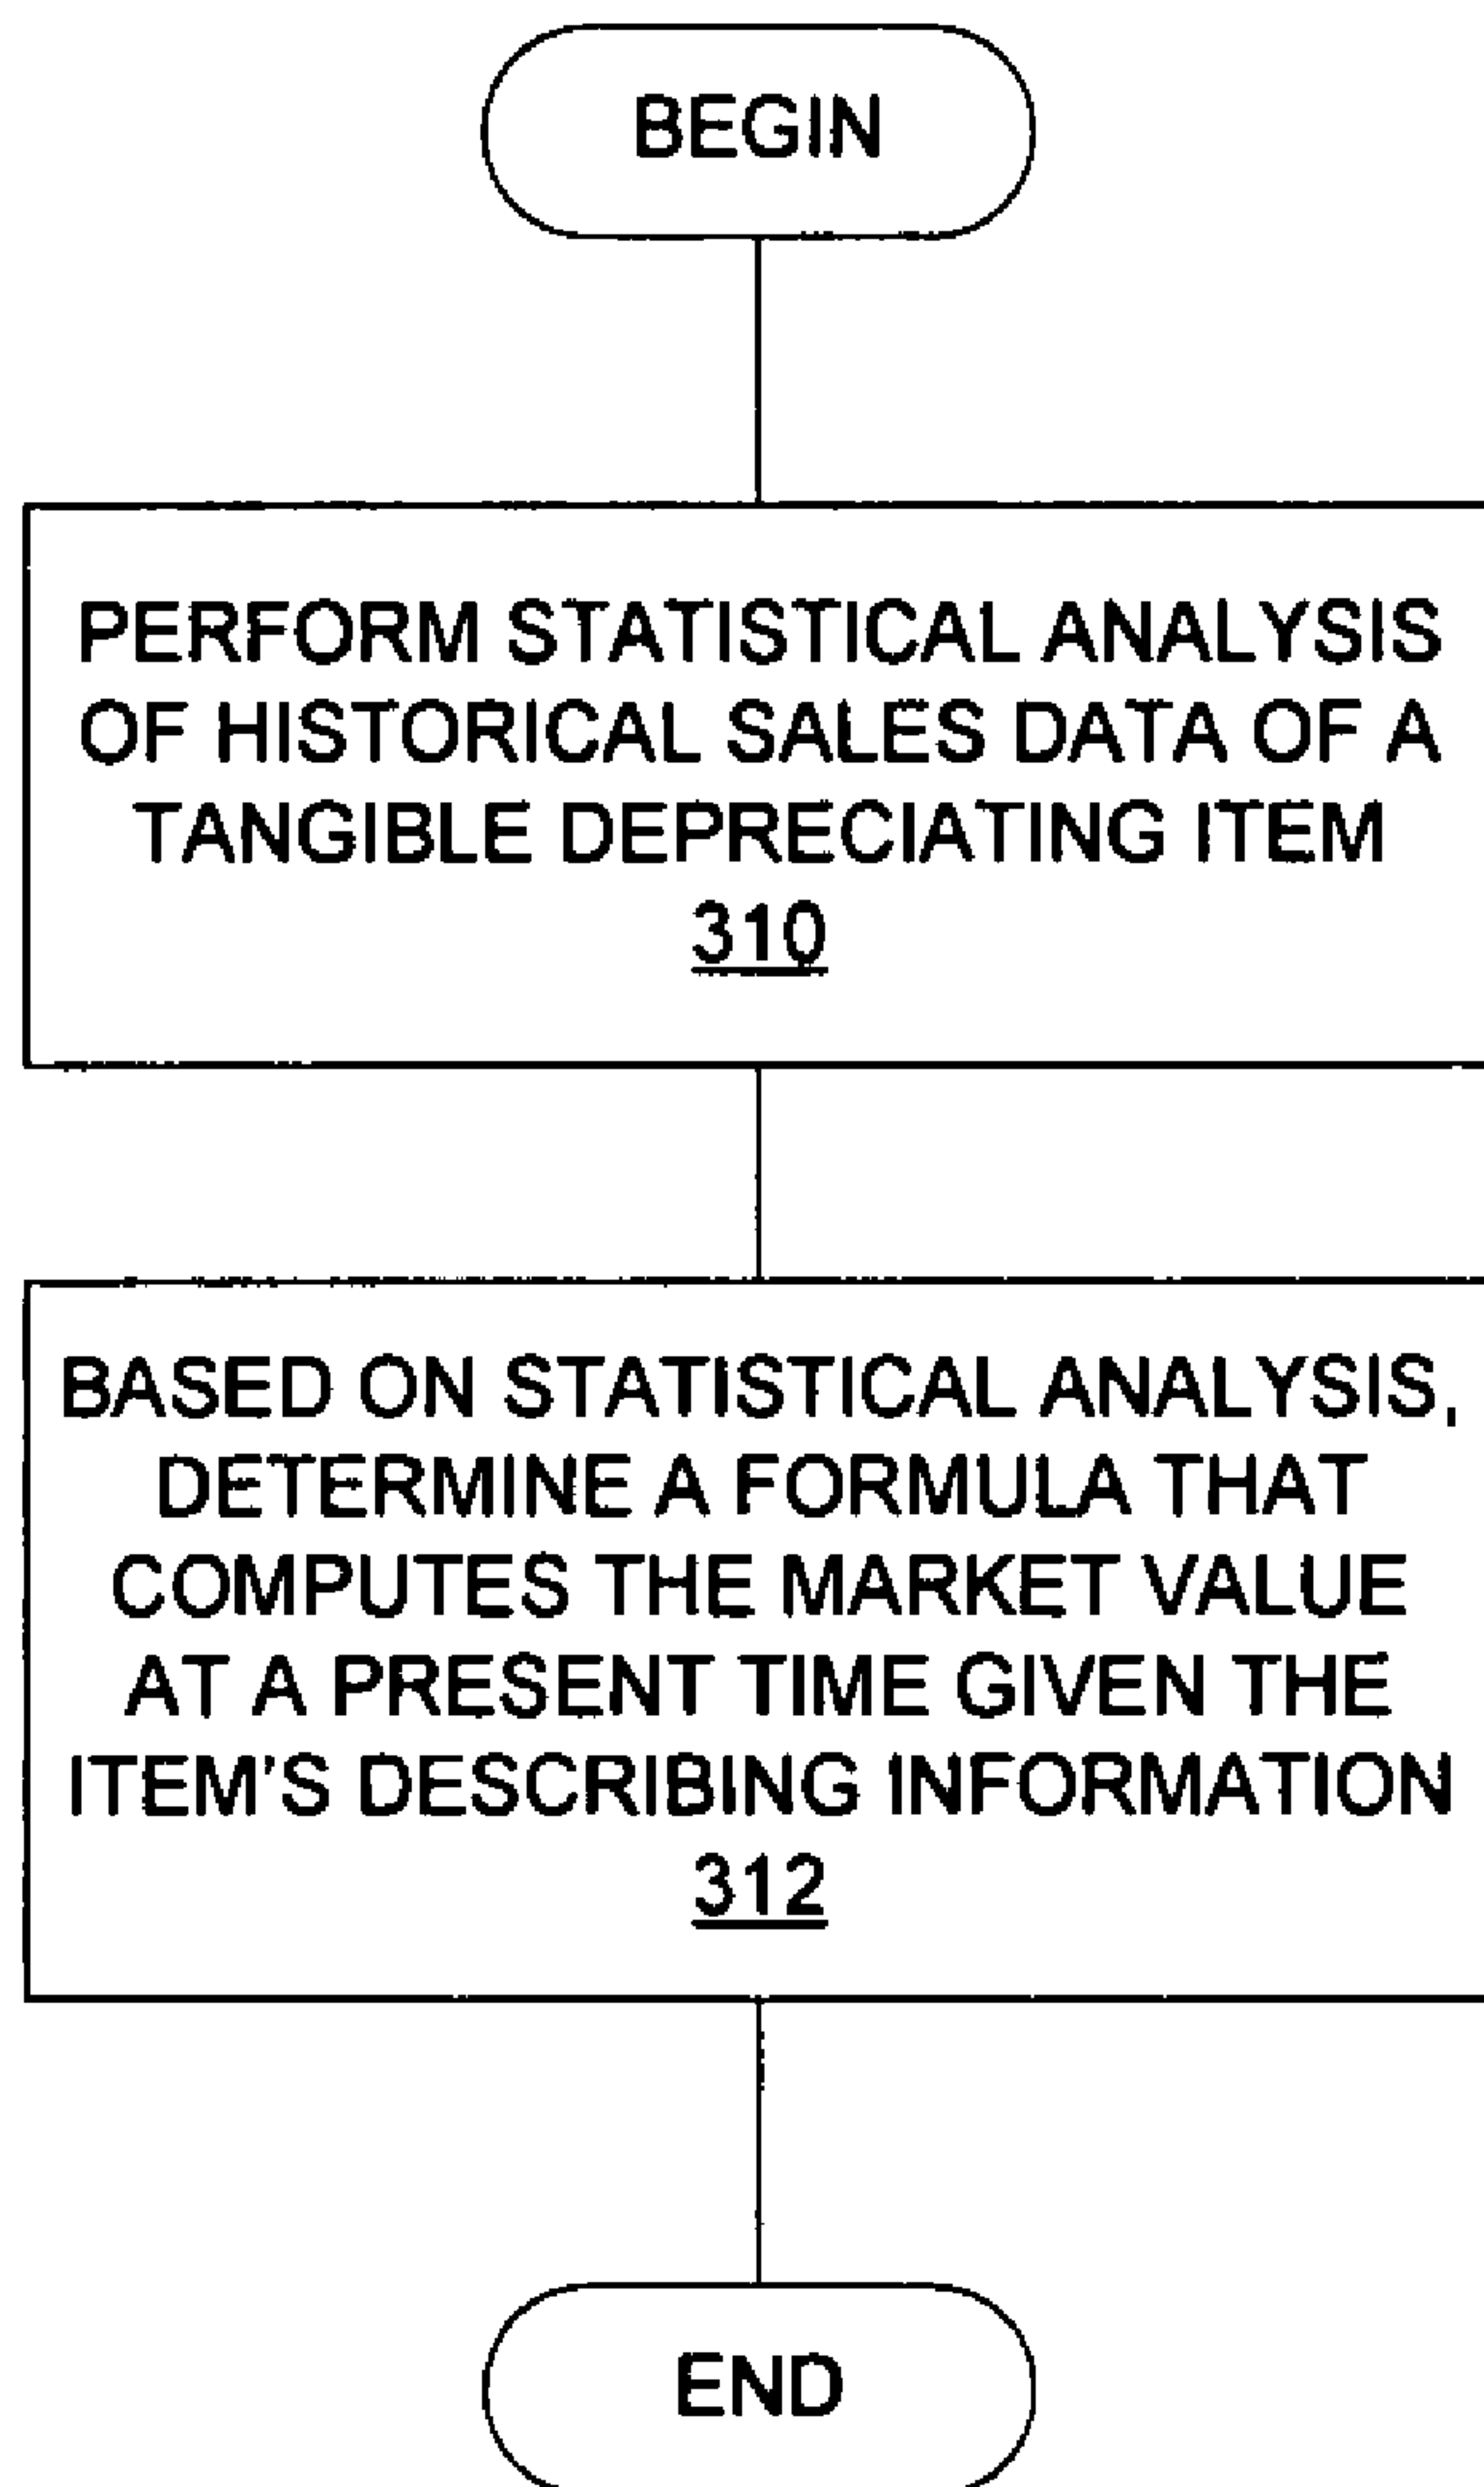 BEGIN
PERFORM STATISTICAL ANALYSIS
OF HISTORICAL SALES DATA OF A
TANGIBLE DEPRECIATING ITEM
310
BASED ON STATISTICAL ANALYSIS,
DETERMINE A FORMULA THAT
COMPUTES THE MARKET VALUE
AT A PRESENT TIME GIVEN THE
ITEM'S DESCRIBING INFORMATION
312
END